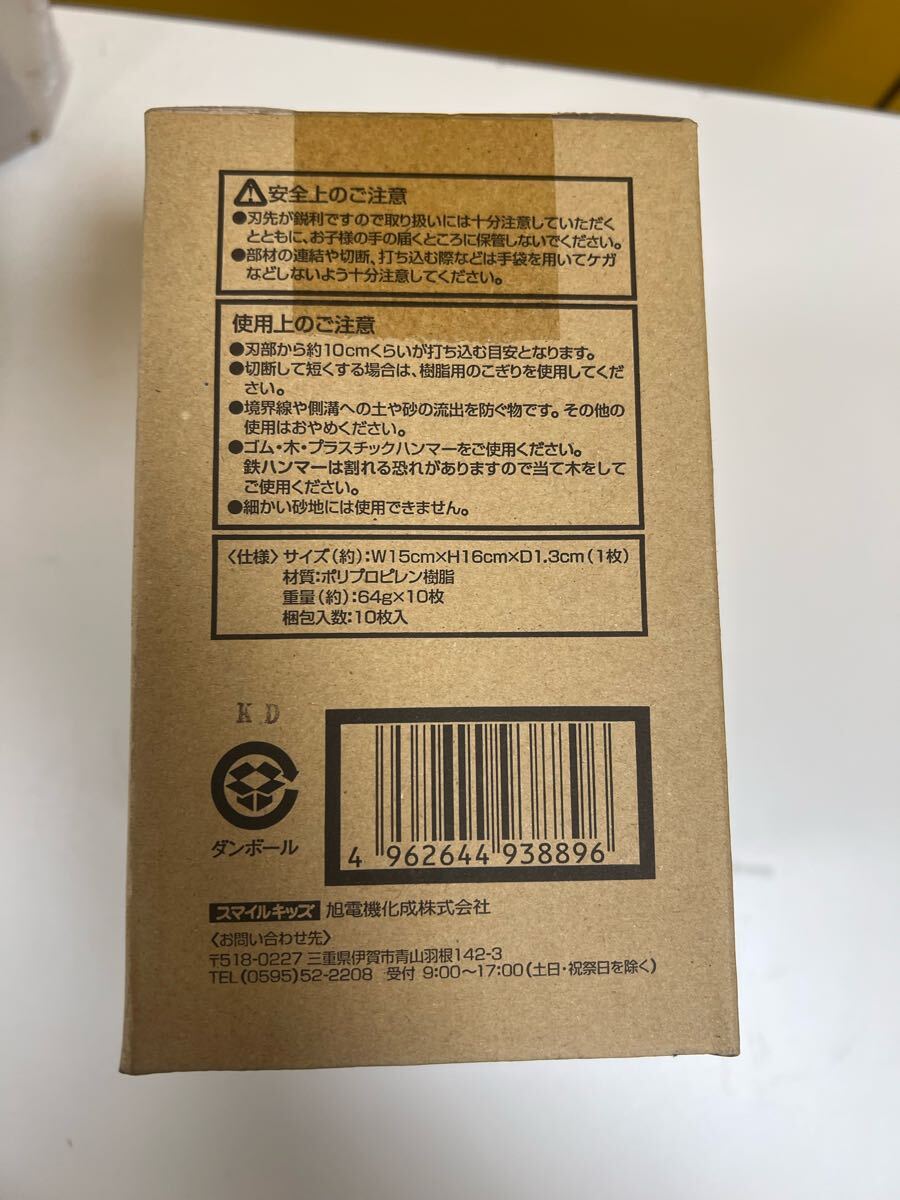 安全上のご注意
●刃先が鋭利ですので取り扱いには十分注意していただく
とともに、お子様の手の届くところに保管しないでください。
●部材の連結や切断、打ち込む際などは手袋を用いてケガ
などしないよう十分注意してください。
使用上のご注意
●刃部から約10cmくらいが打ち込む目安となります。
●切断して短くする場合は、樹脂用のこぎりを使用してくだ
さい。
●境界線や側溝への土や砂の流出を防ぐ物です。その他の
使用はおやめください。
●ゴム・木・プラスチックハンマーをご使用ください。
鉄ハンマーは割れる恐れがありますので当て木をして
ご使用ください。
●細かい砂地には使用できません。
〈仕様〉サイズ(約):W15cm×H16cm×D1.3cm(1枚)
材質:ポリプロピレン樹脂
重量(約):64g×10枚
梱包入数:10枚入
K D
ダンボール
4 962644 938896
スマイルキッズ 旭電機化成株式会社
〈お問い合わせ先〉
〒518-0227 三重県伊賀市青山羽根142-3
TEL(0595)52-2208 受付 9:00〜17:00(土日・祝祭日を除く)